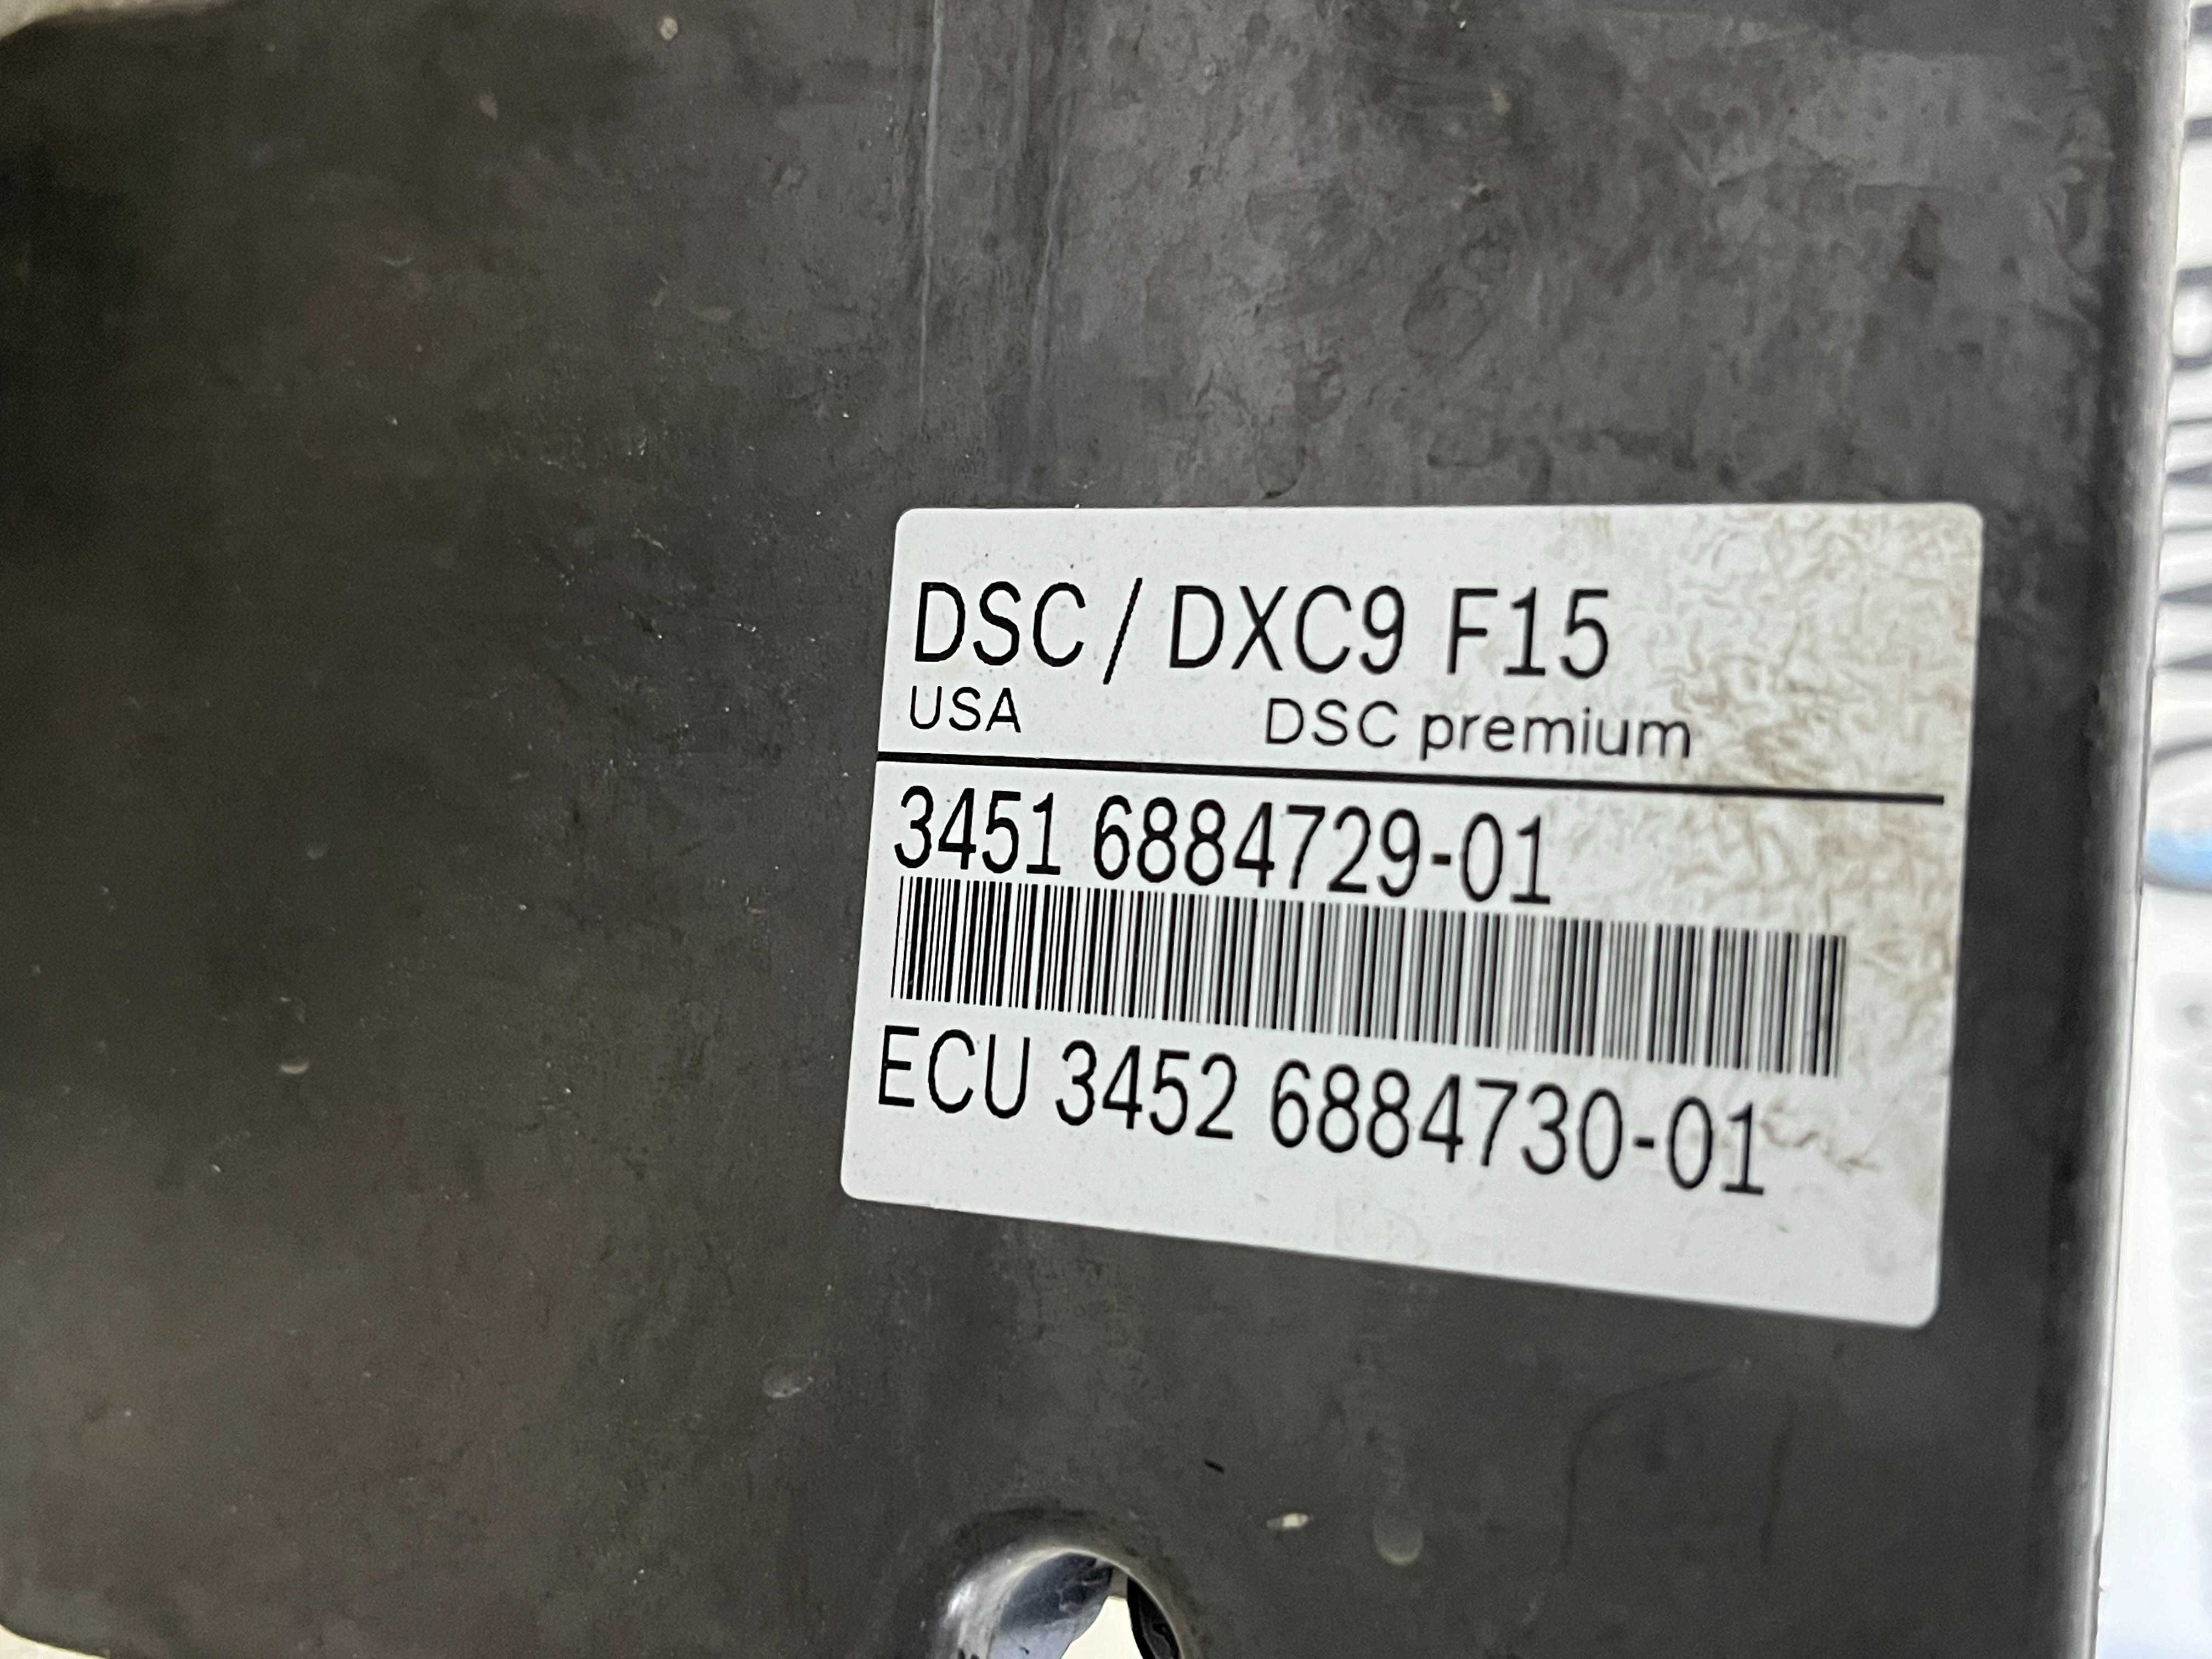 DSC / DXC9 F15
USA DSC premium
3451 6884729-01
ECU 3452 6884730-01